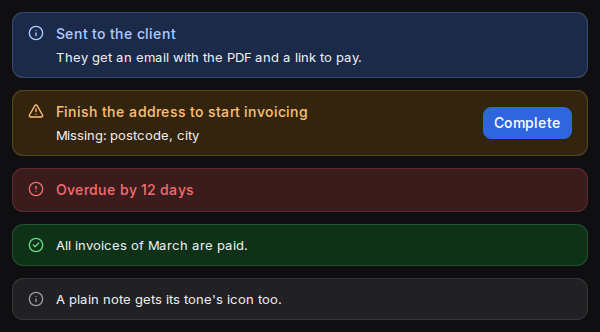 Sent to the client
They get an email with the PDF and a link to pay.
Finish the address to start invoicing
Missing: postcode, city
Complete
Overdue by 12 days
All invoices of March are paid.
A plain note gets its tone's icon too.